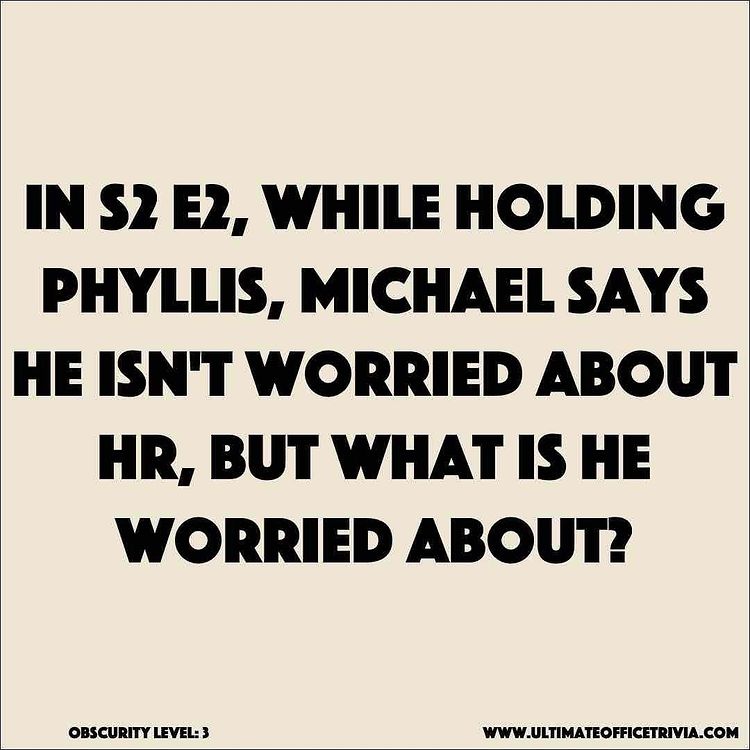 IN S2 E2, WHILE HOLDING
PHYLLIS, MICHAEL SAYS
HE ISN'T WORRIED ABOUT
HR, BUT WHAT IS HE
WORRIED ABOUT?
OBSCURITY LEVEL: 3
WWW.ULTIMATEOFFICETRIVIA.COM